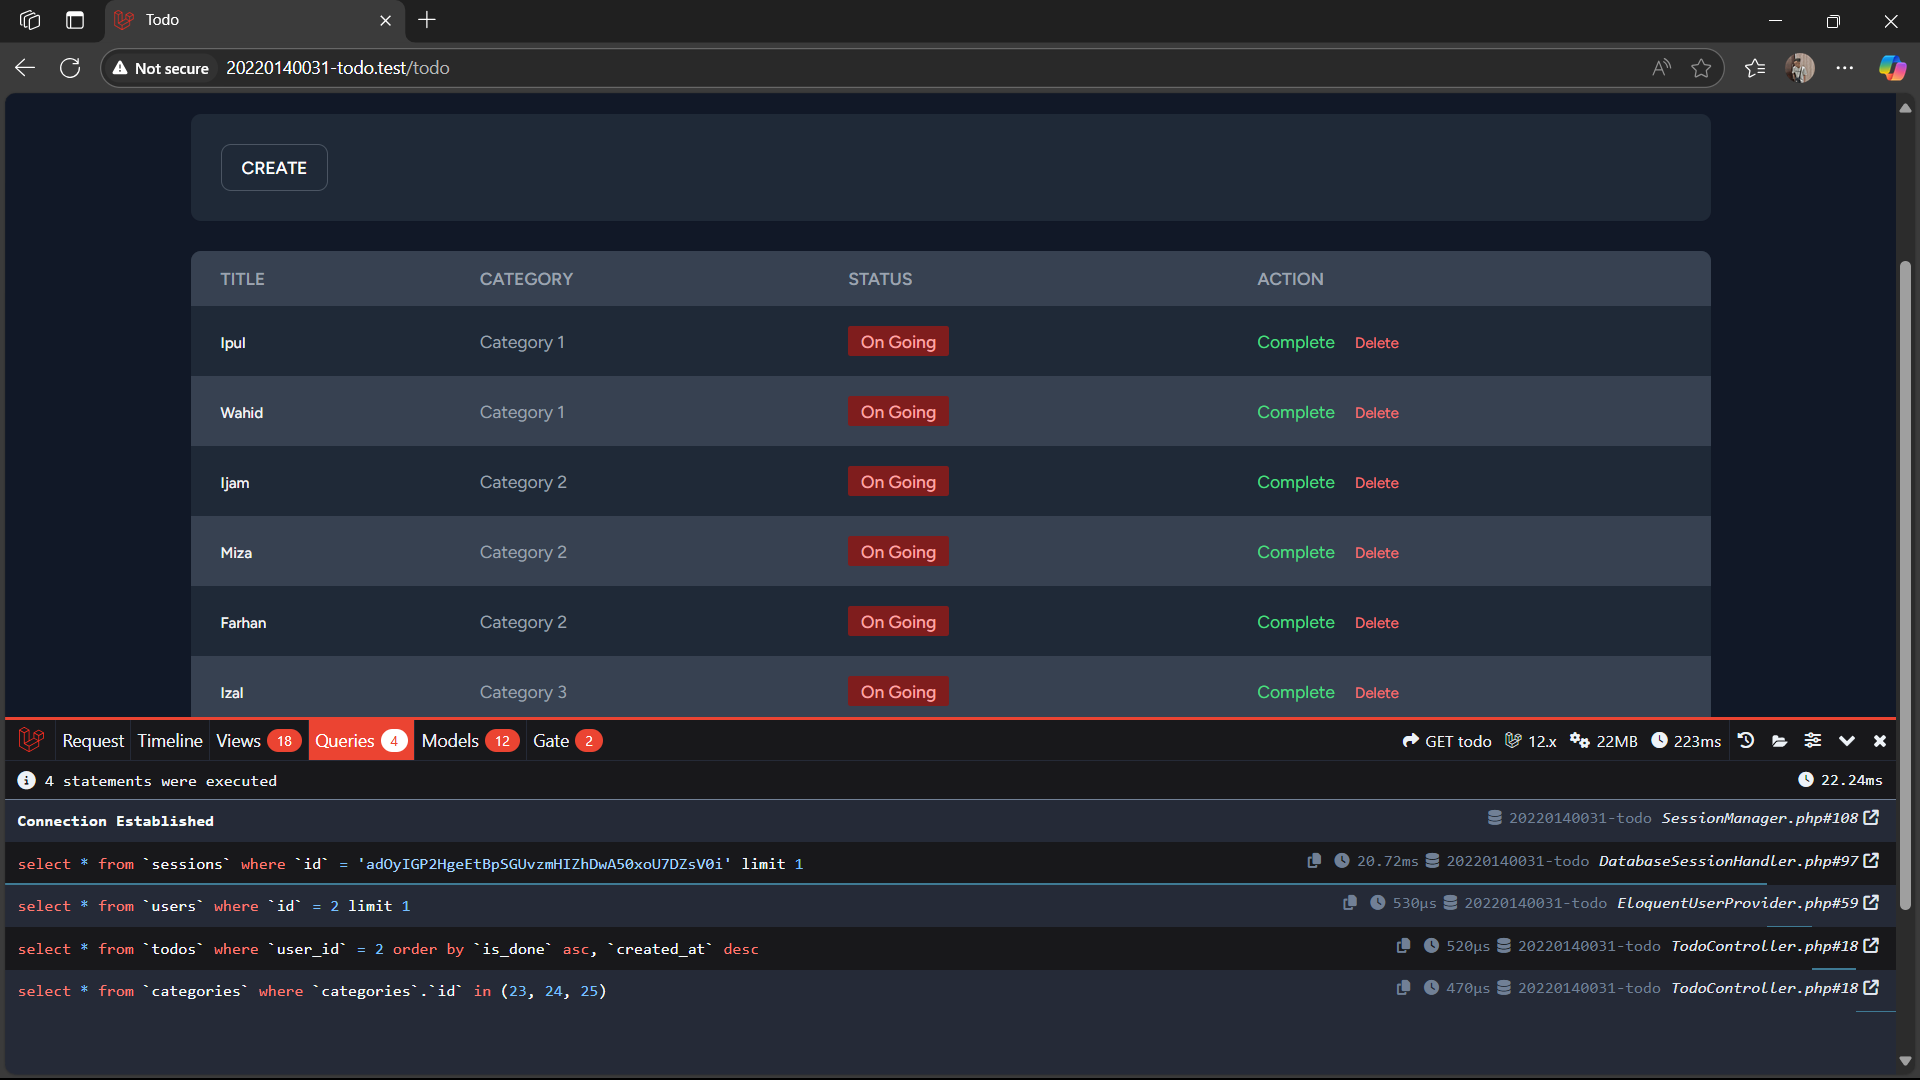 Todo
Not secure 20220140031-todo.test/todo
CREATE
TITLE CATEGORY STATUS ACTION
Ipul Category 1 On Going Complete Delete
Wahid Category 1 On Going Complete Delete
Ijam Category 2 On Going Complete Delete
Miza Category 2 On Going Complete Delete
Farhan Category 2 On Going Complete Delete
Izal Category 3 On Going Complete Delete
Request Timeline Views 18 Queries 4 Models 12 Gate 2 GET todo 12.x 22MB 223ms
4 statements were executed 22.24ms
Connection Established 20220140031-todo SessionManager.php#108
select * from `sessions` where `id` = 'adOyIGP2HgeEtBpSGUvzmHIZhDwA50xoU7DZsV0i' limit 1 20.72ms 20220140031-todo DatabaseSessionHandler.php#97
select * from `users` where `id` = 2 limit 1 530μs 20220140031-todo EloquentUserProvider.php#59
select * from `todos` where `user_id` = 2 order by `is_done` asc, `created_at` desc 520μs 20220140031-todo TodoController.php#18
select * from `categories` where `categories`.`id` in (23, 24, 25) 470μs 20220140031-todo TodoController.php#18